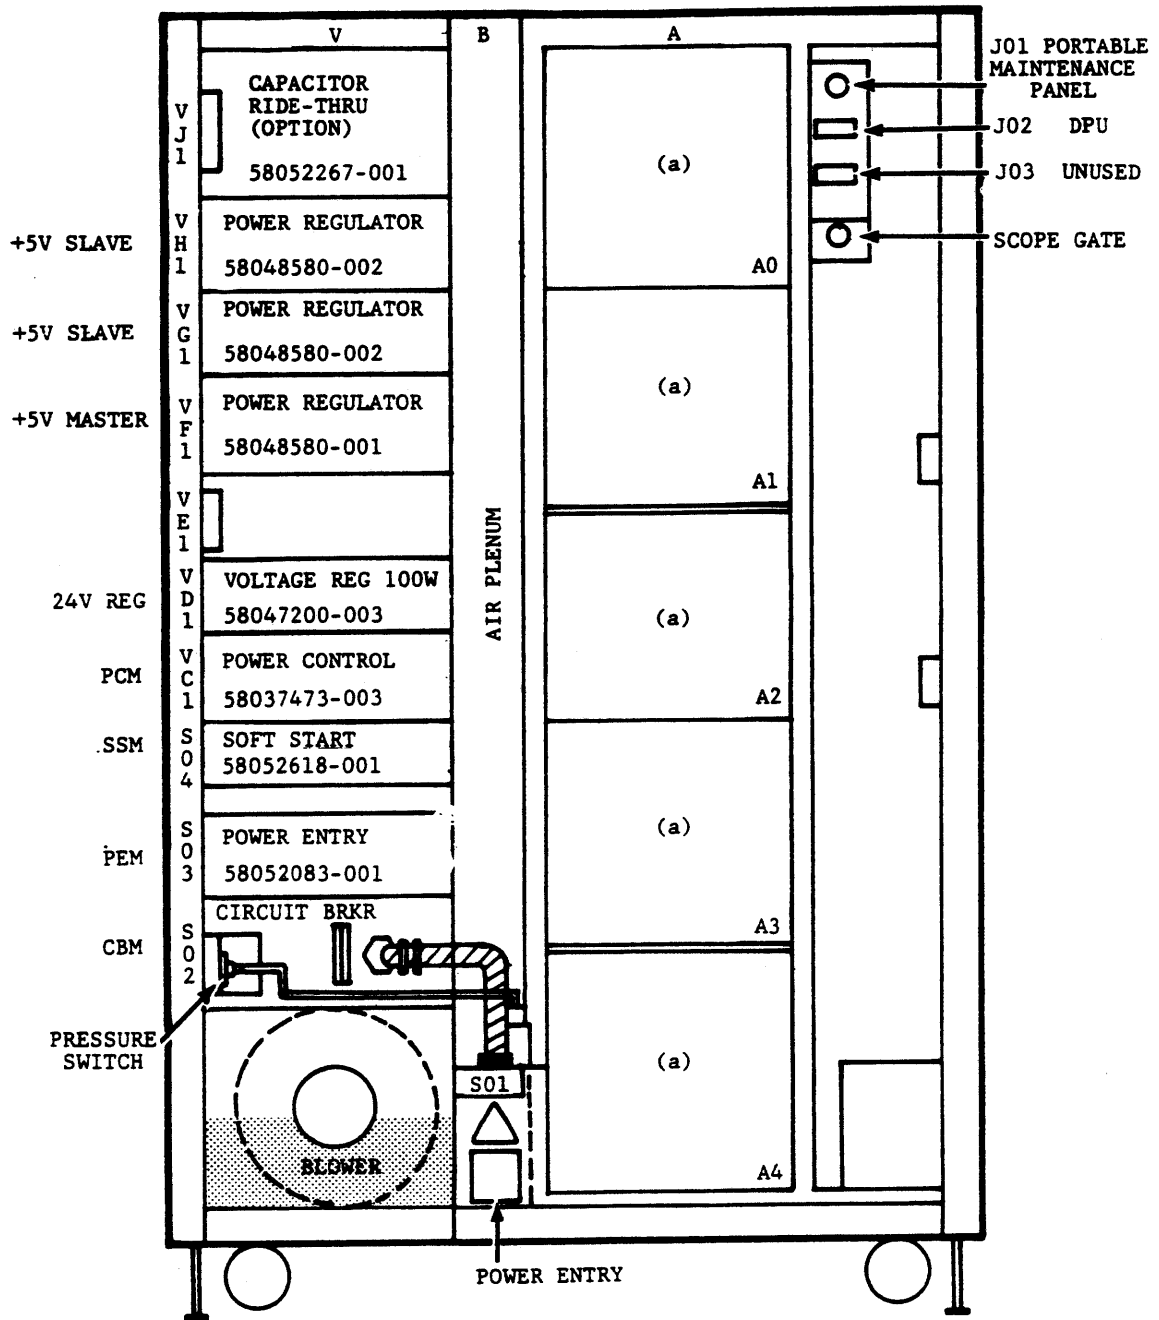 V
B
A
J01 PORTABLE
MAINTENANCE
PANEL
J02 DPU
J03 UNUSED
SCOPE GATE
VJ1
CAPACITOR
RIDE-THRU
(OPTION)
58052267-001
+5V SLAVE
VH1
POWER REGULATOR
58048580-002
+5V SLAVE
VG1
POWER REGULATOR
58048580-002
+5V MASTER
VF1
POWER REGULATOR
58048580-001
VE1
24V REG
VD1
VOLTAGE REG 100W
58047200-003
PCM
VC1
POWER CONTROL
58037473-003
SSM
S04
SOFT START
58052618-001
PEM
S03
POWER ENTRY
58052083-001
CBM
S02
CIRCUIT BRKR
PRESSURE
SWITCH
BLOWER
AIR PLENUM
S01
POWER ENTRY
(a)
A0
(a)
A1
(a)
A2
(a)
A3
(a)
A4